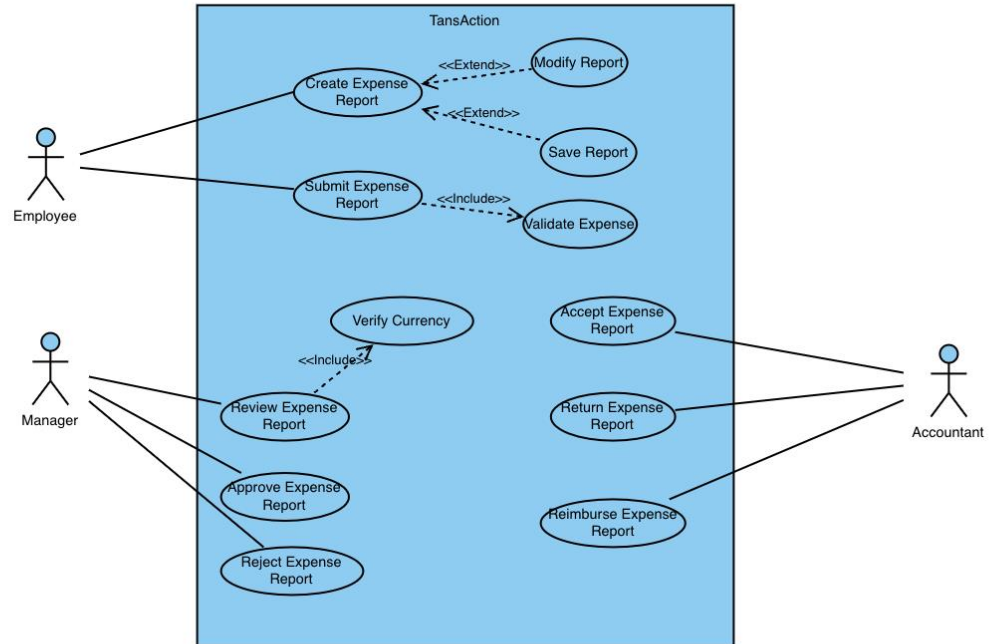 TansAction
<<Extend>>
Modify Report
Create Expense
Report
<<Extend>>
Save Report
Employee
Submit Expense
Report
<<Include>>
Validate Expense
Verify Currency
Accept Expense
Report
<<Include>>
Manager
Review Expense
Report
Return Expense
Report
Accountant
Approve Expense
Report
Reimburse Expense
Report
Reject Expense
Report